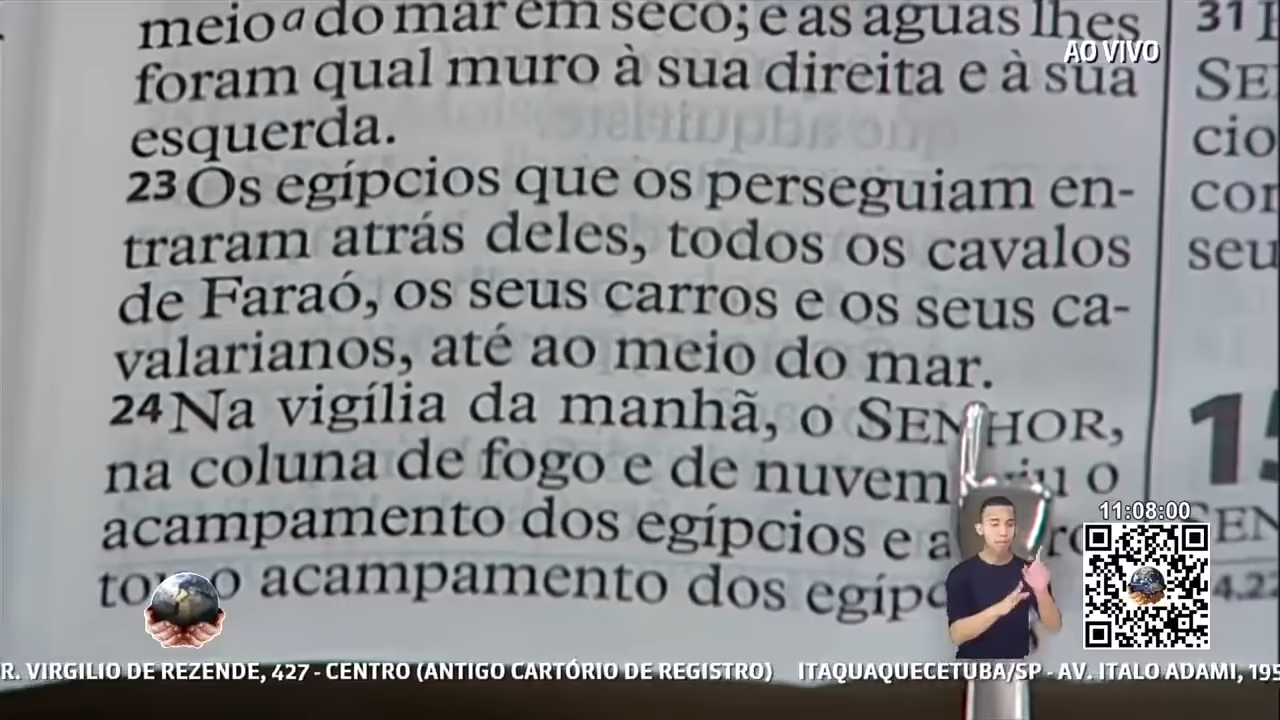 meio a do mar em seco; e as águas lhes
foram qual muro à sua direita e à sua
esquerda.
23 Os egípcios que os perseguiam en-
traram atrás deles, todos os cavalos
de Faraó, os seus carros e os seus ca-
valarianos, até ao meio do mar.
24 Na vigília da manhã, o SENHOR,
na coluna de fogo e de nuvem o
acampamento dos egípcios e
o acampamento dos
31
SE
cio
seu
15
4.22
AO VIVO
11:08:00
R. VIRGILIO DE REZENDE, 427 - CENTRO (ANTIGO CARTÓRIO DE REGISTRO) ITAQUAQUECETUBA/SP - AV. ITALO ADAMI, 195